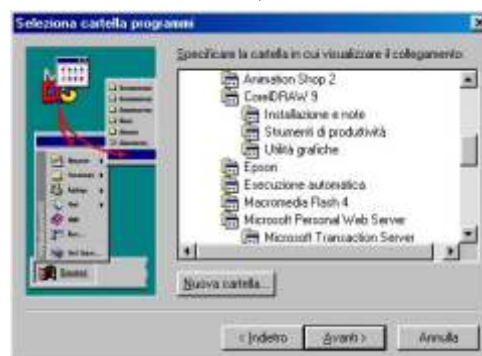 Seleziona cartella programmi
Specificare la cartella in cui visualizzare il collegamento:
Animation Shop 2
CorelDRAW 9
Installazione e note
Strumenti di produttività
Utilità grafiche
Epson
Esecuzione automatica
Macromedia Flash 4
Microsoft Personal Web Server
Microsoft Transaction Server
Nuova cartella...
< Indietro
Avanti >
Annulla